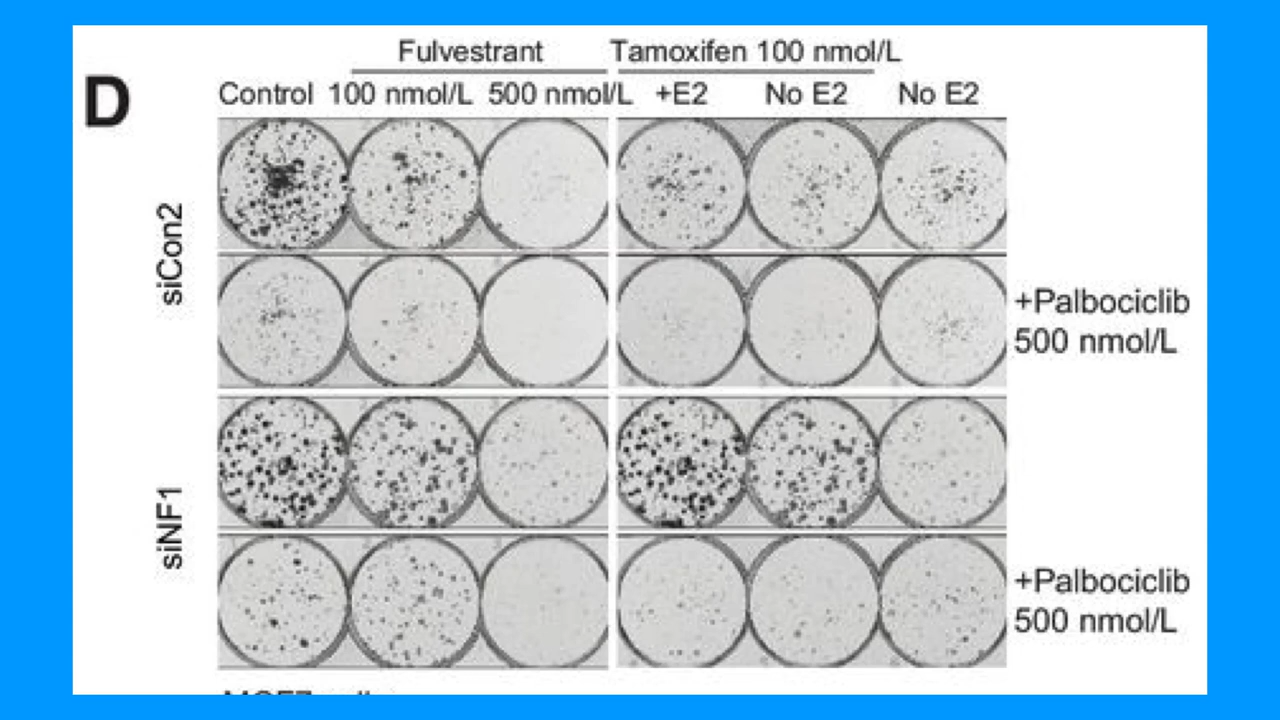 D
Fulvestrant
Tamoxifen 100 nmol/L
Control 100 nmol/L 500 nmol/L +E2 No E2 No E2
siCon2
+Palbociclib
500 nmol/L
siNF1
+Palbociclib
500 nmol/L